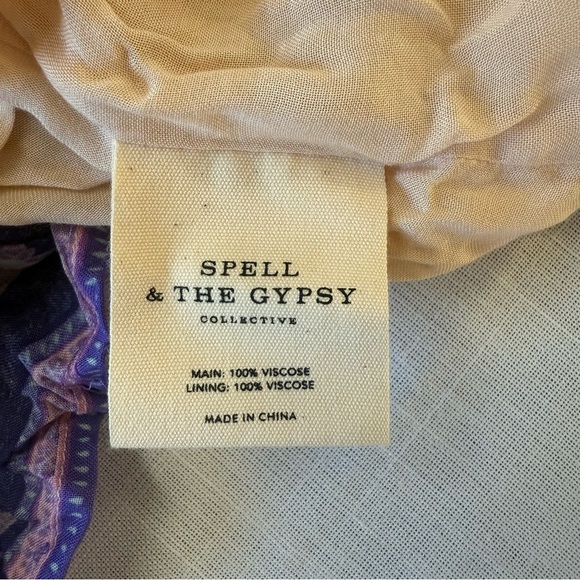 SPELL
& THE GYPSY
COLLECTIVE
MAIN: 100% VISCOSE
LINING: 100% VISCOSE
MADE IN CHINA